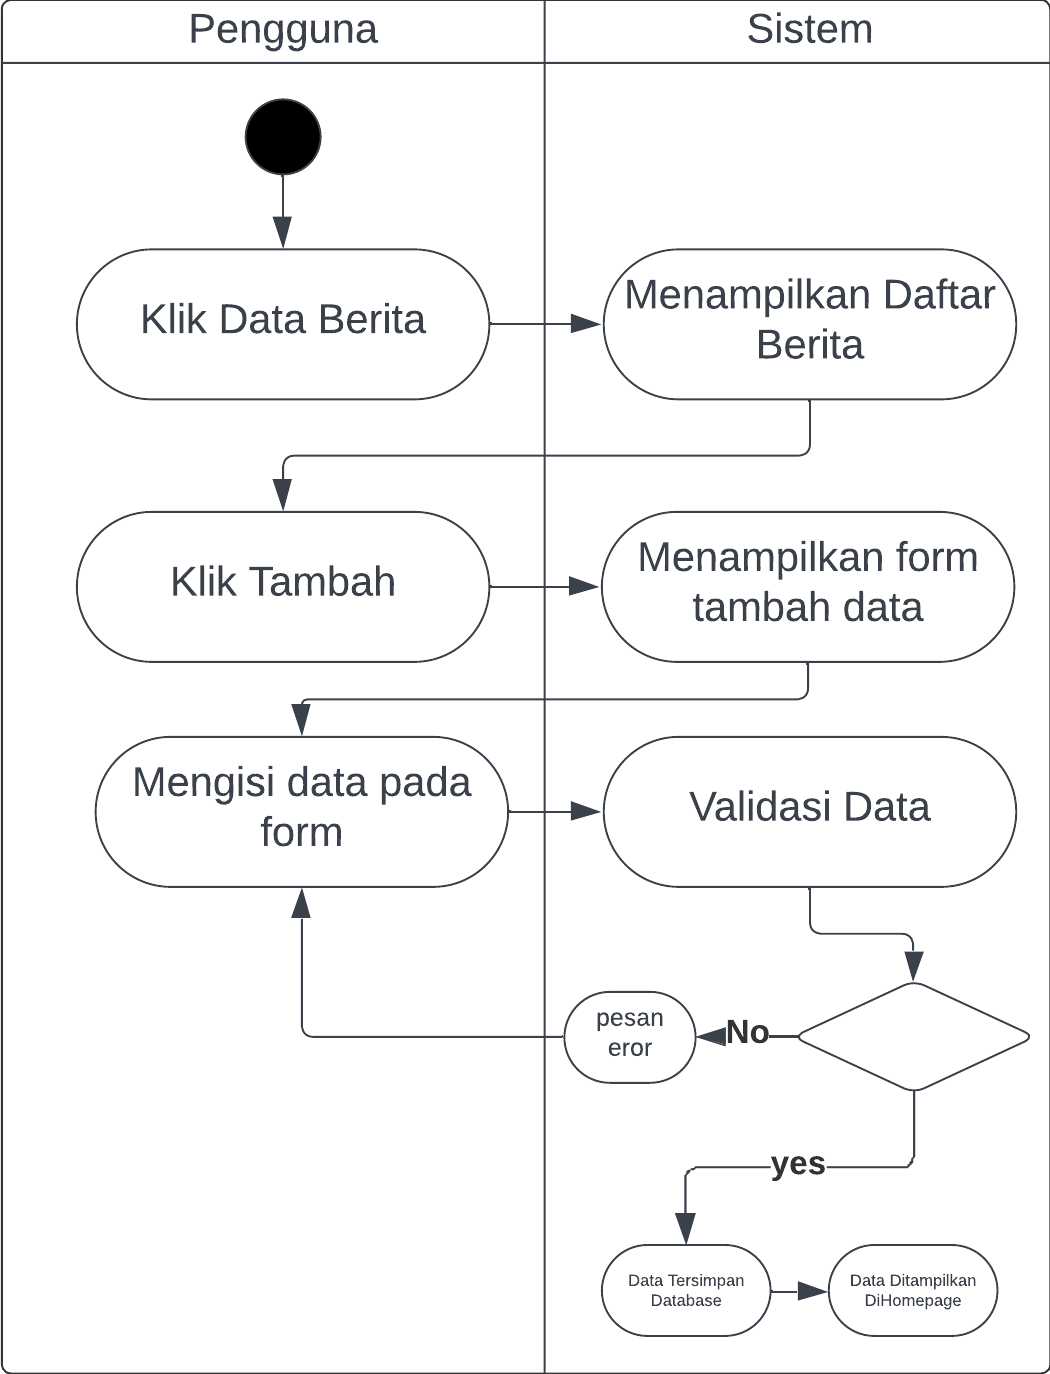 Pengguna
Sistem
Klik Data Berita
Menampilkan Daftar
Berita
Klik Tambah
Menampilkan form
tambah data
Mengisi data pada
form
Validasi Data
pesan
eror
No
yes
Data Tersimpan
Database
Data Ditampilkan
DiHomepage